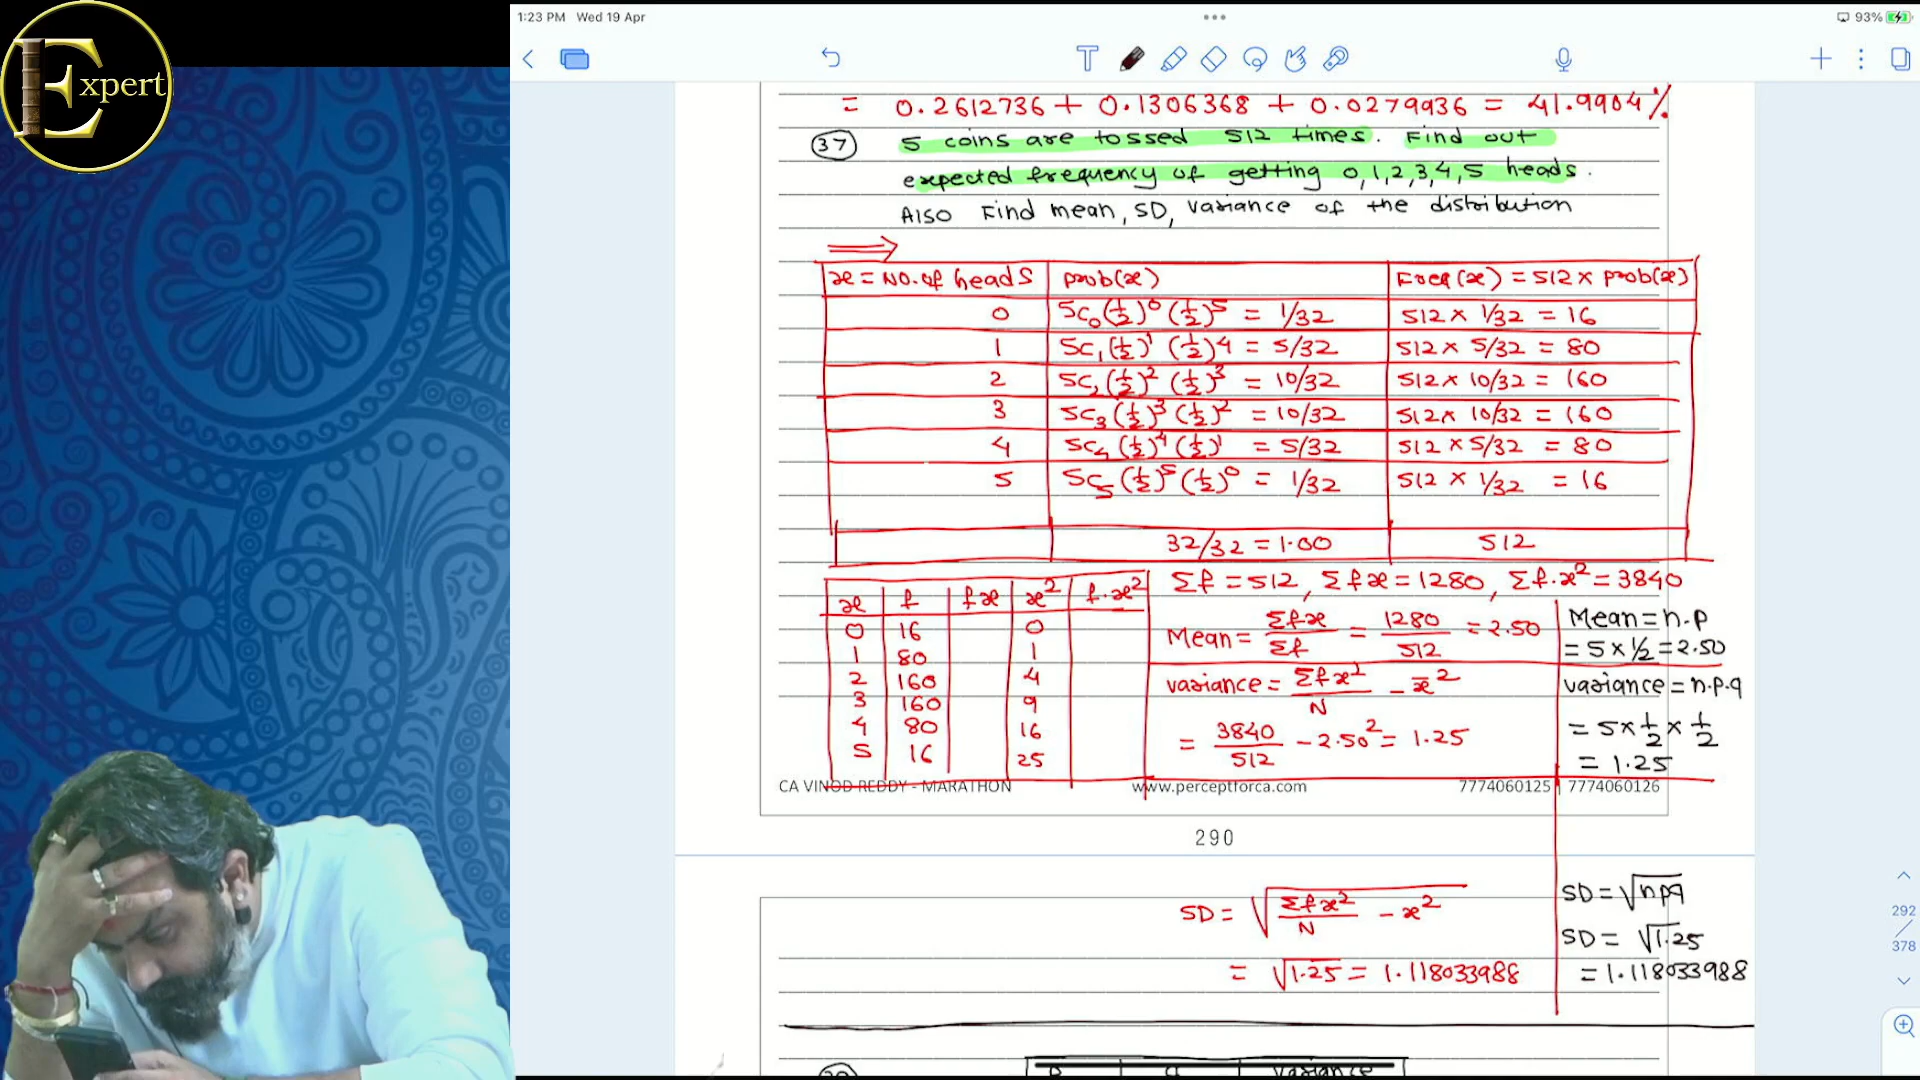 Expert
1:23 PM Wed 19 Apr
93%
= 0.2612736 + 0.1306368 + 0.0279936 = 41.9904%
37 5 coins are tossed 512 times. Find out
expected frequency of getting 0,1,2,3,4,5 heads.
Also Find mean, SD, variance of the distribution
x = No. of heads prob(x) Freq(x) = 512 x prob(x)
0 5C0 (1/2)^0 (1/2)^5 = 1/32 512 x 1/32 = 16
1 5C1 (1/2)^1 (1/2)^4 = 5/32 512 x 5/32 = 80
2 5C2 (1/2)^2 (1/2)^3 = 10/32 512 x 10/32 = 160
3 5C3 (1/2)^3 (1/2)^2 = 10/32 512 x 10/32 = 160
4 5C4 (1/2)^4 (1/2)^1 = 5/32 512 x 5/32 = 80
5 5C5 (1/2)^5 (1/2)^0 = 1/32 512 x 1/32 = 16
32/32 = 1.00 512
x f fx x² f.x²
0 16 0
1 80 1
2 160 4
3 160 9
4 80 16
5 16 25
Σf = 512, Σfx = 1280, Σf.x² = 3840
Mean = Σfx/Σf = 1280/512 = 2.50
variance = Σfx²/N - x̄²
= 3840/512 - 2.50² = 1.25
Mean = n.p
= 5 x 1/2 = 2.50
variance = n.p.q
= 5 x 1/2 x 1/2
= 1.25
CA VINOD REDDY - MARATHON www.perceptforca.com 7774060125 | 7774060126
290
SD = √(Σfx²/N - x²)
= √1.25 = 1.118033988
SD = √npq
SD = √1.25
= 1.118033988
292
/
378
variance